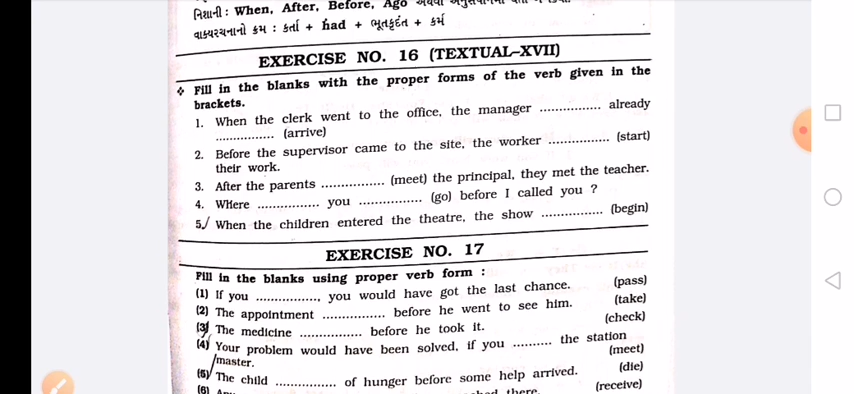 નિશાની : When, After, Before, Ago અથવા
વાક્યરચનાનો ક્રમ : કર્તા + had + ભૂતકૃદંત + કર્મ
EXERCISE NO. 16 (TEXTUAL–XVII)
❖ Fill in the blanks with the proper forms of the verb given in the
brackets.
1. When the clerk went to the office, the manager ................ already
............... (arrive)
2. Before the supervisor came to the site, the worker ................ (start)
their work.
3. After the parents ................ (meet) the principal, they met the teacher.
4. WHere ................ you ................ (go) before I called you ?
5. When the children entered the theatre, the show ................ (begin)
EXERCISE NO. 17
Fill in the blanks using proper verb form :
(1) If you ................, you would have got the last chance. (pass)
(2) The appointment ................ before he went to see him. (take)
(3) The medicine ................ before he took it. (check)
(4) Your problem would have been solved, if you .......... the station
master. (meet)
(5) The child ................ of hunger before some help arrived. (die)
(6) there. (receive)